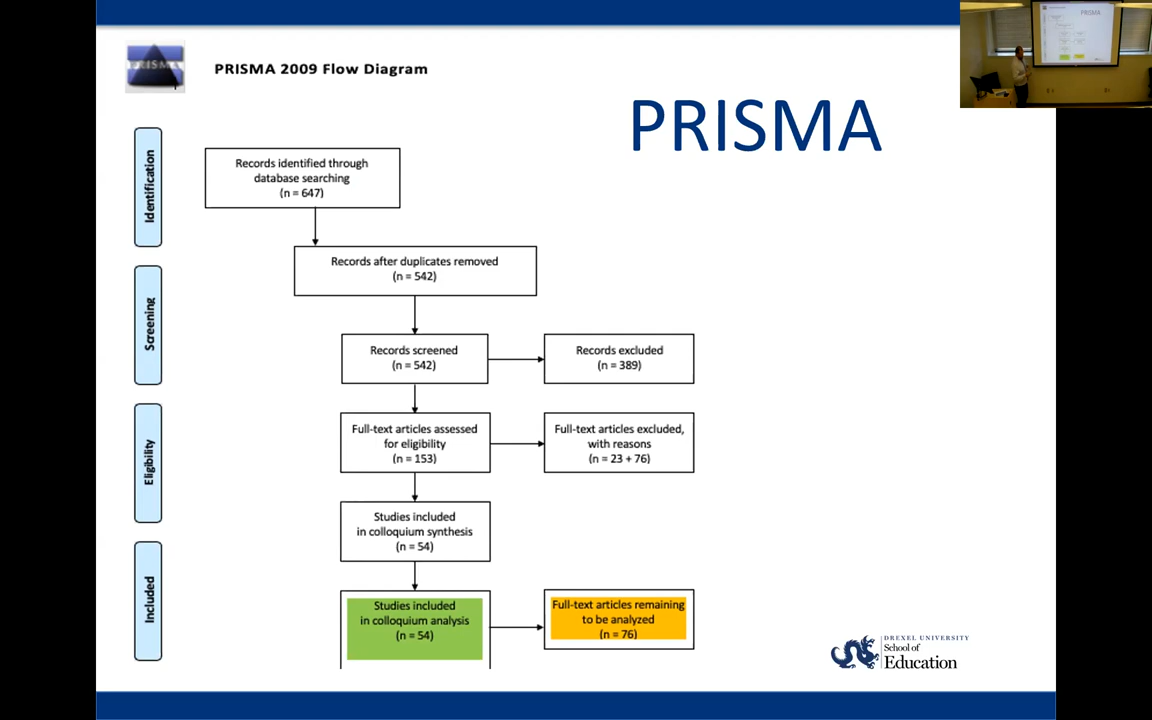 PRISMA
PRISMA 2009 Flow Diagram
PRISMA
PRISMA
Identification
Records identified through
database searching
(n = 647)
Records after duplicates removed
(n = 542)
Screening
Records screened
(n = 542)
Records excluded
(n = 389)
Eligibility
Full-text articles assessed
for eligibility
(n = 153)
Full-text articles excluded,
with reasons
(n = 23 + 76)
Studies included
in colloquium synthesis
(n = 54)
Included
Studies included
in colloquium analysis
(n = 54)
Full-text articles remaining
to be analyzed
(n = 76)
DREXEL UNIVERSITY
School of
Education